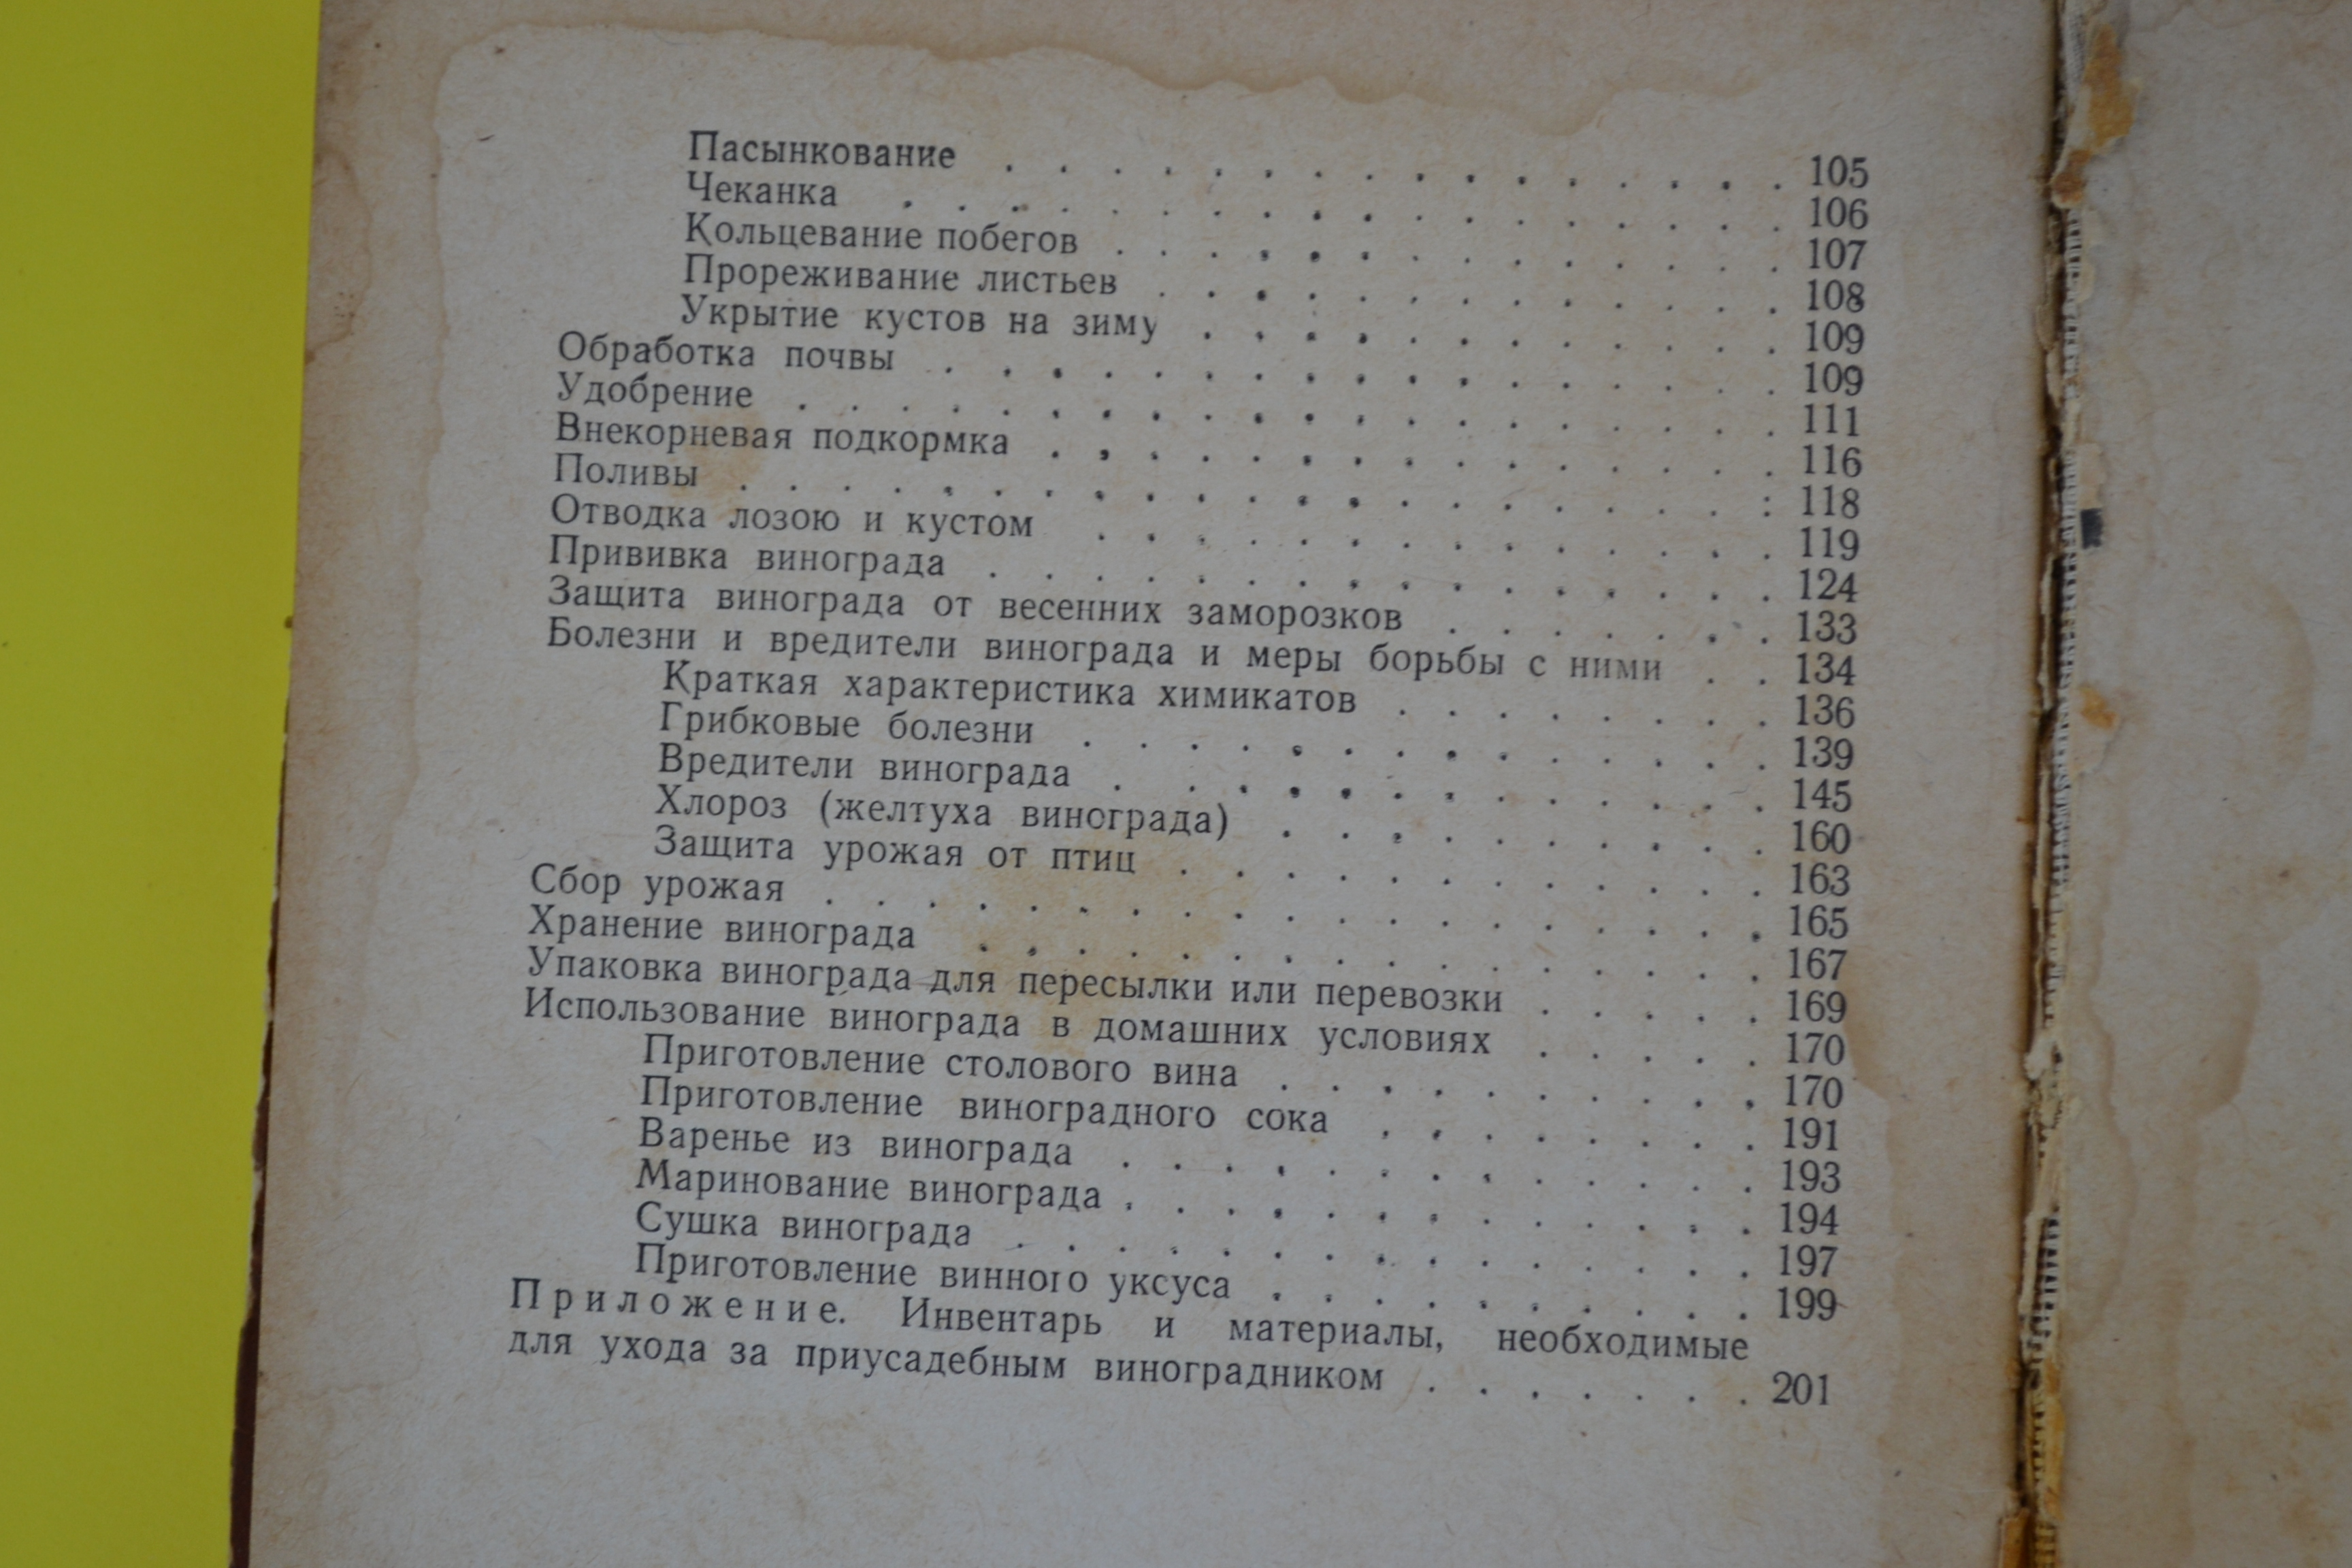 Пасынкование . . . . . . . . . . . . . . . . 105
Чеканка . . . . . . . . . . . . . . . . . . 106
Кольцевание побегов . . . . . . . . . . . . . . 107
Прореживание листьев . . . . . . . . . . . . . 108
Укрытие кустов на зиму . . . . . . . . . . . . 109
Обработка почвы . . . . . . . . . . . . . . . . . 109
Удобрение . . . . . . . . . . . . . . . . . . . . 111
Внекорневая подкормка . . . . . . . . . . . . . . . 116
Поливы . . . . . . . . . . . . . . . . . . . . : 118
Отводка лозою и кустом . . . . . . . . . . . . . . 119
Прививка винограда . . . . . . . . . . . . . . . . 124
Защита винограда от весенних заморозков . . . . . . . 133
Болезни и вредители винограда и меры борьбы с ними . . 134
Краткая характеристика химикатов . . . . . . . . 136
Грибковые болезни . . . . . . . . . . . . . . 139
Вредители винограда . . . . . . . . . . . . . 145
Хлороз (желтуха винограда) . . . . . . . . . . 160
Защита урожая от птиц . . . . . . . . . . . . 163
Сбор урожая . . . . . . . . . . . . . . . . . . . 165
Хранение винограда . . . . . . . . . . . . . . . . 167
Упаковка винограда для пересылки или перевозки . . . . . 169
Использование винограда в домашних условиях . . . . . 170
Приготовление столового вина . . . . . . . . . . 170
Приготовление виноградного сока . . . . . . . . 191
Варенье из винограда . . . . . . . . . . . . . 193
Маринование винограда . . . . . . . . . . . . . 194
Сушка винограда . . . . . . . . . . . . . . . 197
Приготовление винного уксуса . . . . . . . . . . 199
Приложение. Инвентарь и материалы, необходимые
для ухода за приусадебным виноградником . . . . . . . 201